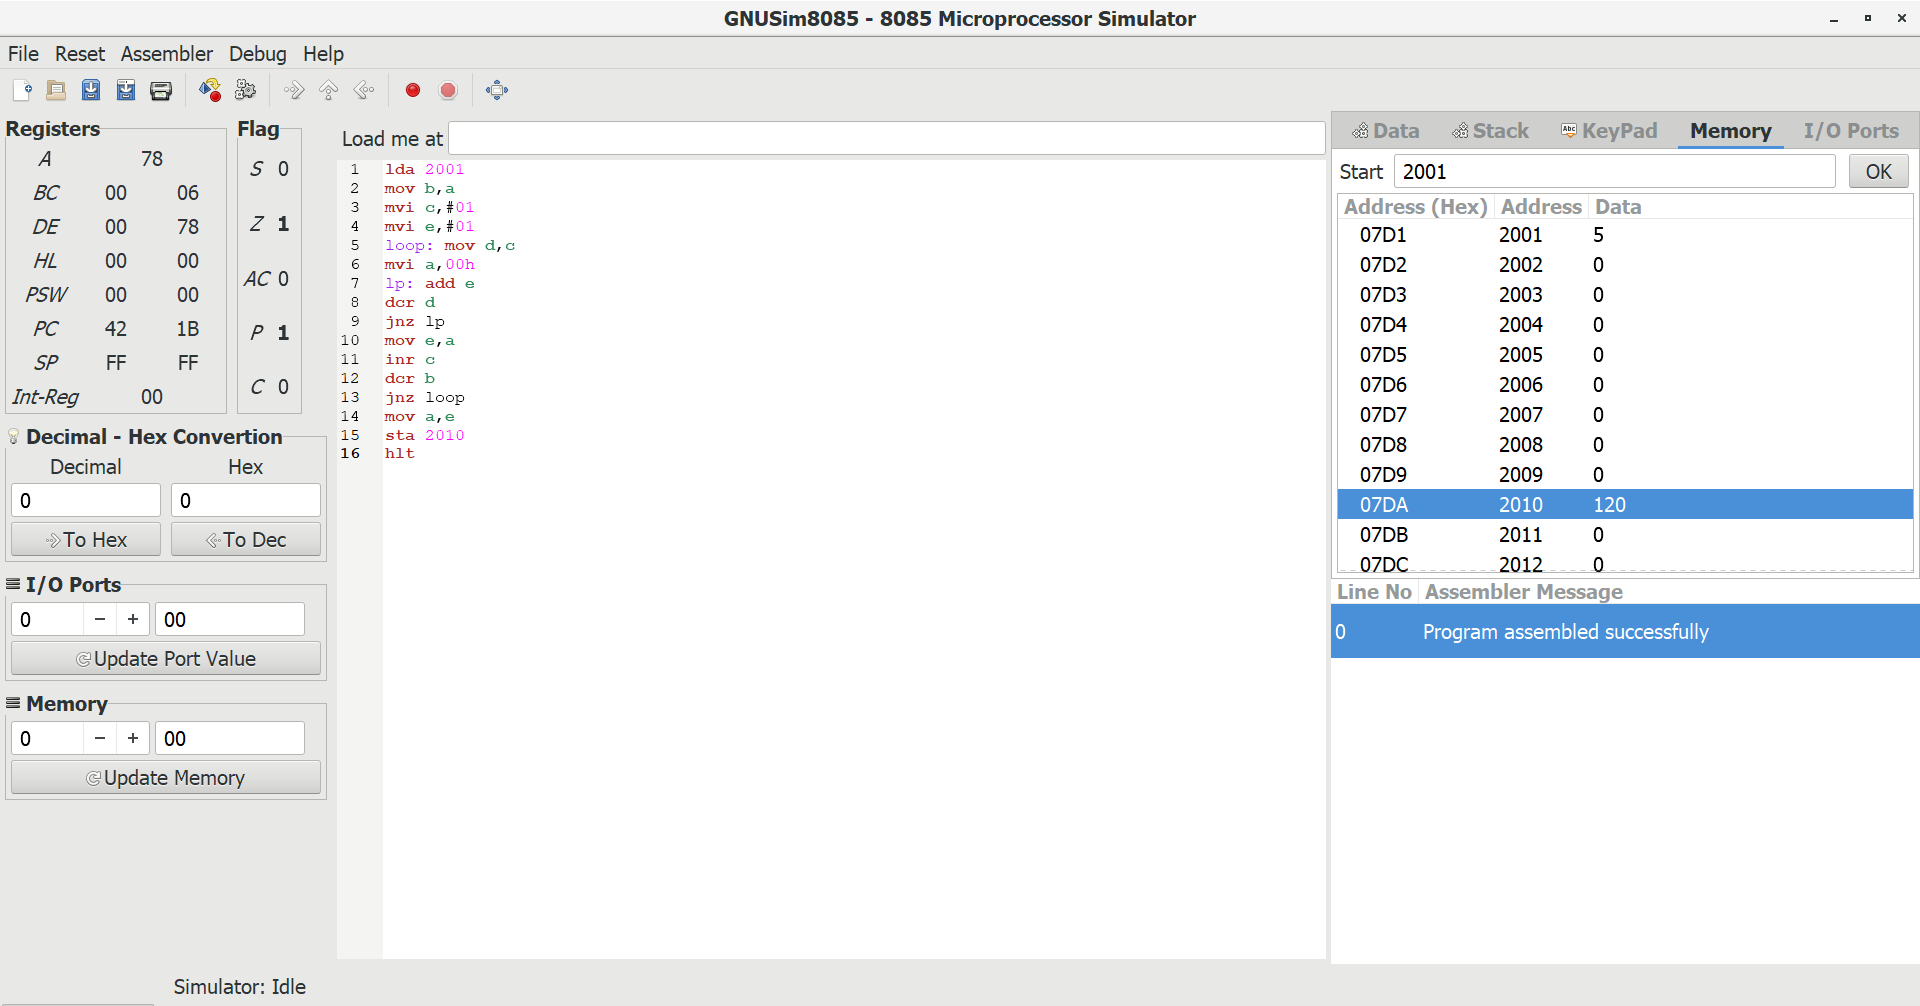 GNUSim8085 - 8085 Microprocessor Simulator
File Reset Assembler Debug Help
Registers
A 78
BC 00 06
DE 00 78
HL 00 00
PSW 00 00
PC 42 1B
SP FF FF
Int-Reg 00
Flag
S 0
Z 1
AC 0
P 1
C 0
Decimal - Hex Convertion
Decimal Hex
0 0
To Hex To Dec
I/O Ports
0 − + 00
Update Port Value
Memory
0 − + 00
Update Memory
Load me at
1 lda 2001
2 mov b,a
3 mvi c,#01
4 mvi e,#01
5 loop: mov d,c
6 mvi a,00h
7 lp: add e
8 dcr d
9 jnz lp
10 mov e,a
11 inr c
12 dcr b
13 jnz loop
14 mov a,e
15 sta 2010
16 hlt
Data Stack Abc KeyPad Memory I/O Ports
Start 2001 OK
Address (Hex) Address Data
07D1 2001 5
07D2 2002 0
07D3 2003 0
07D4 2004 0
07D5 2005 0
07D6 2006 0
07D7 2007 0
07D8 2008 0
07D9 2009 0
07DA 2010 120
07DB 2011 0
07DC 2012 0
Line No Assembler Message
0 Program assembled successfully
Simulator: Idle